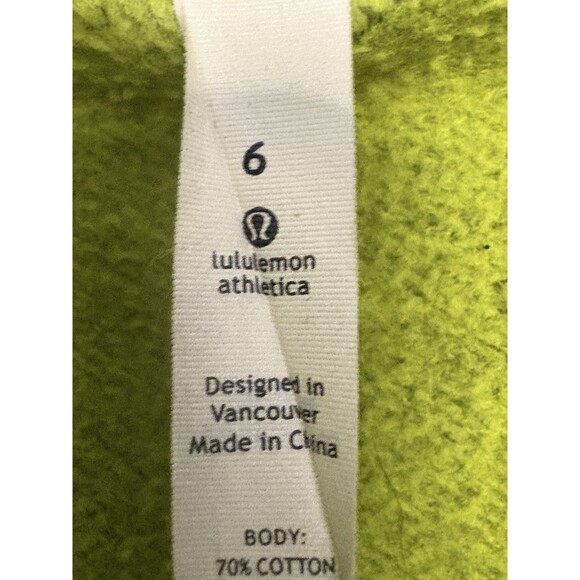 6
lululemon
athletica
Designed in
Vancouver
Made in China
BODY:
70% COTTON